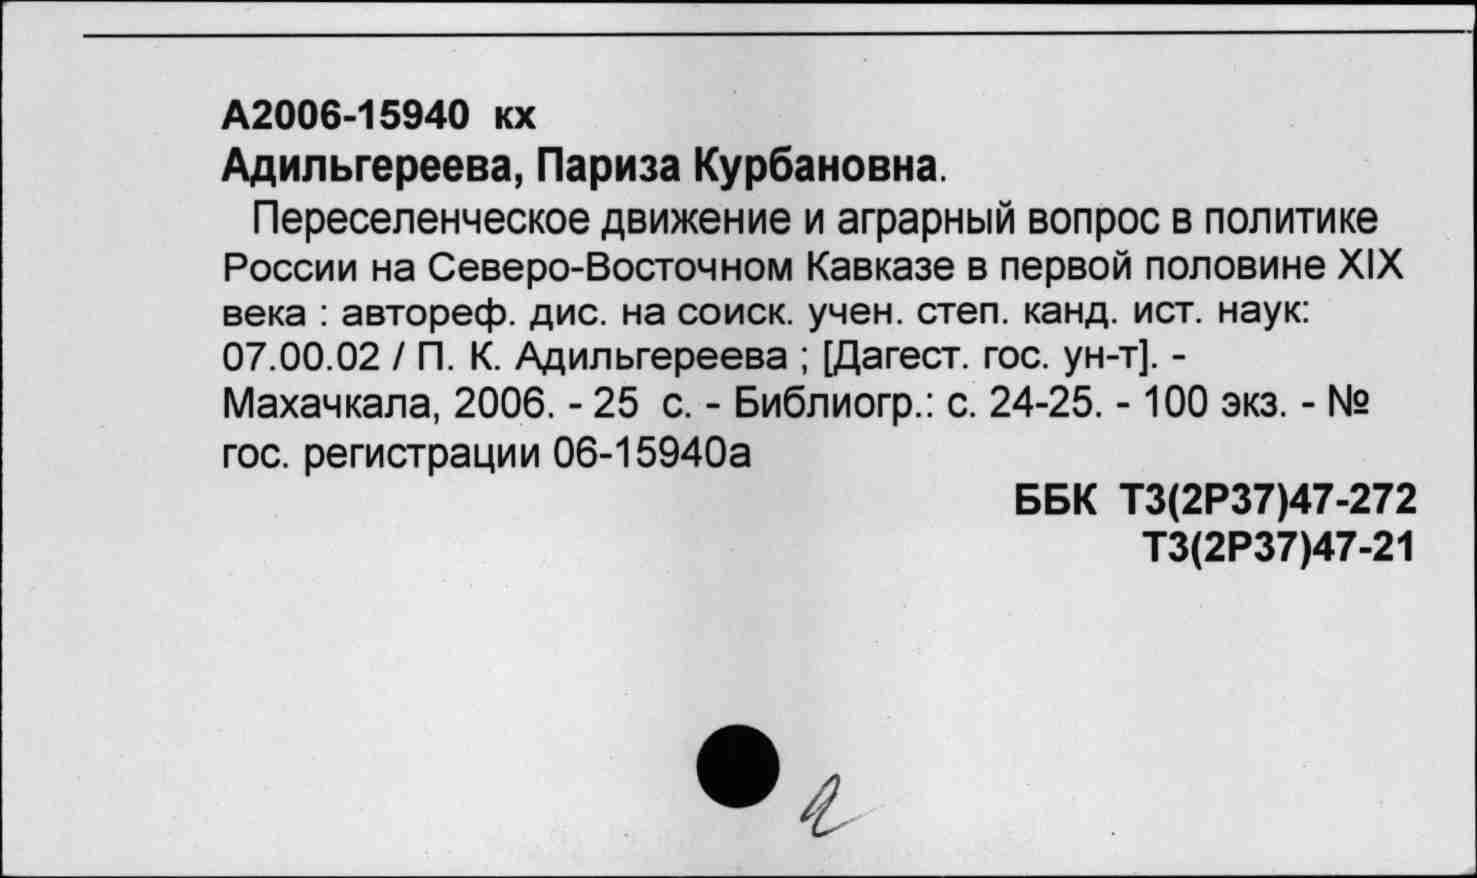 А2006-15940 кх
Адильгереева, Париза Курбановна.
Переселенческое движение и аграрный вопрос в политике
России на Северо-Восточном Кавказе в первой половине XIX
века : автореф. дис. на соиск. учен. степ. канд. ист. наук:
07.00.02 / П. К. Адильгереева ; [Дагест. гос. ун-т]. -
Махачкала, 2006. - 25 с. - Библиогр.: с. 24-25. - 100 экз. - №
гос. регистрации 06-15940а
ББК Т3(2Р37)47-272
Т3(2Р37)47-21